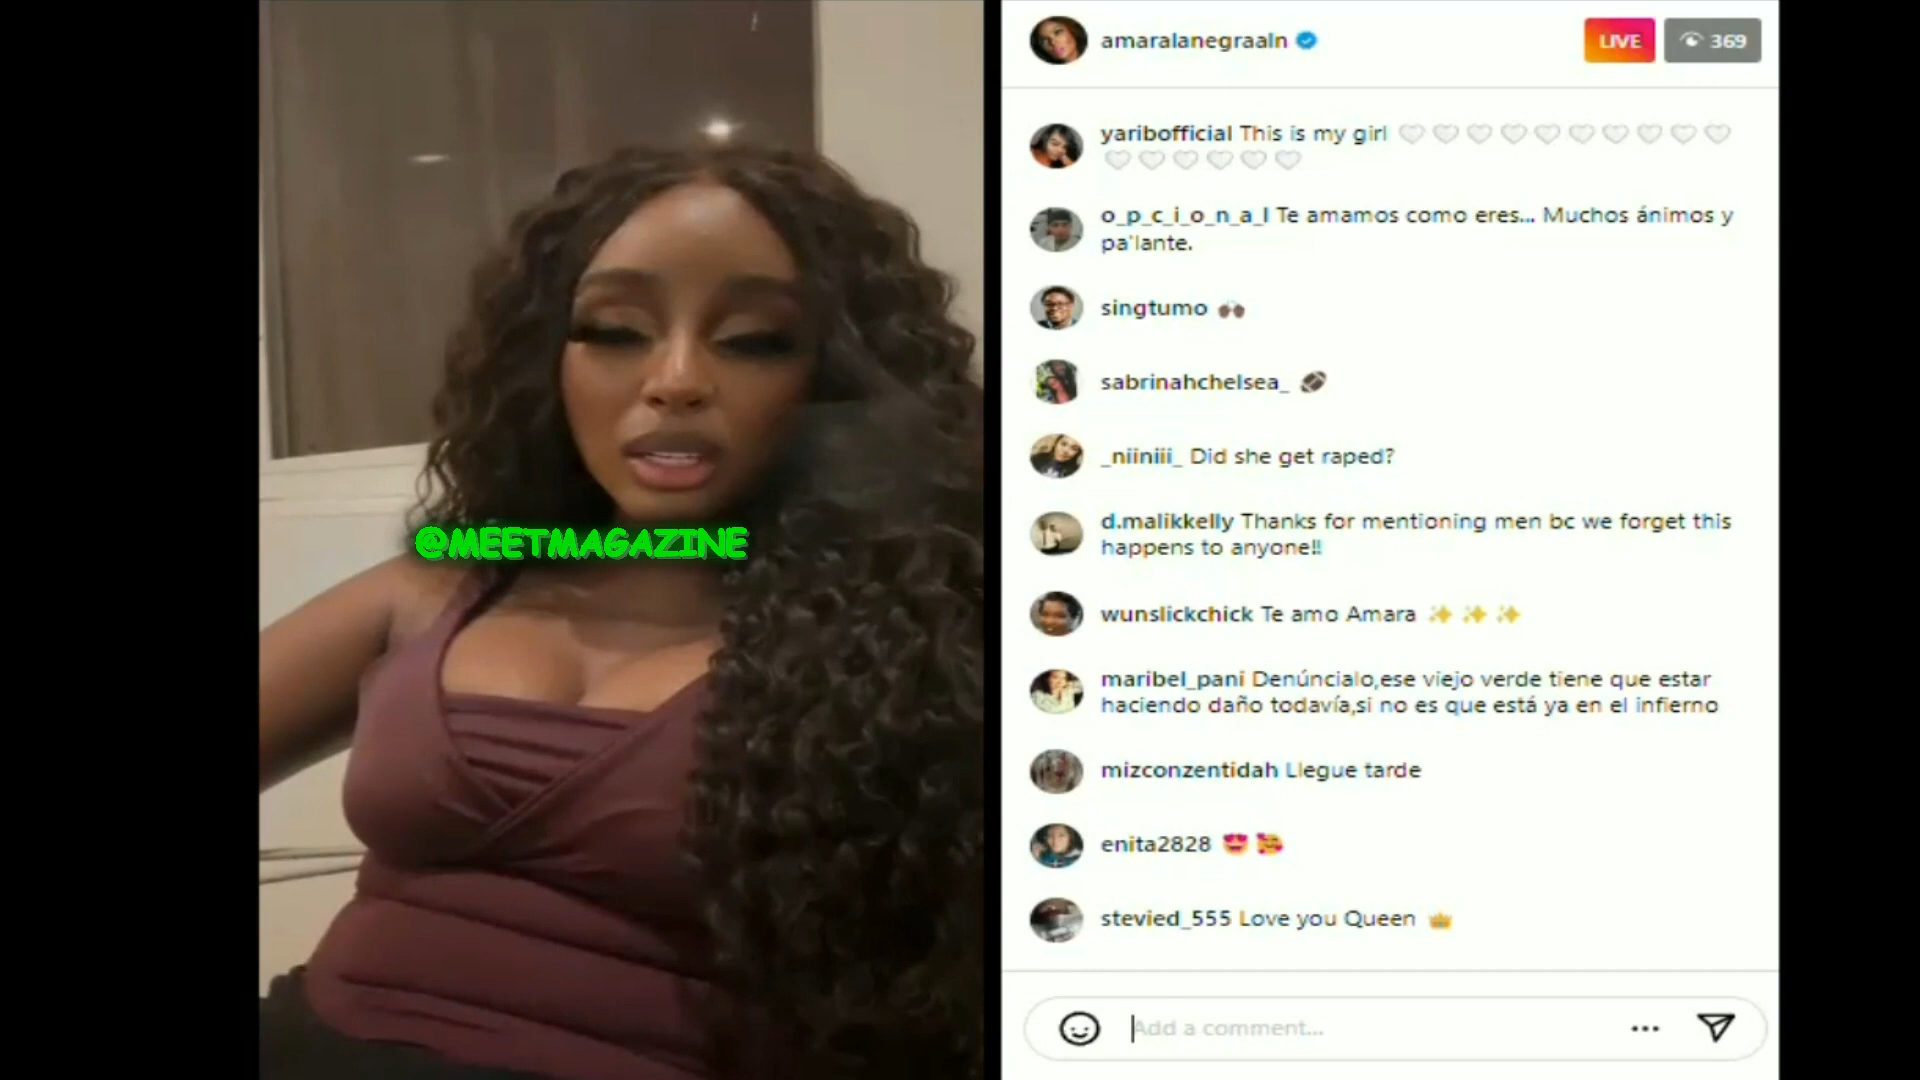 amaralanegraaln
LIVE
369
yaribofficial This is my girl 🤍🤍🤍🤍🤍🤍🤍🤍🤍🤍
🤍🤍🤍🤍🤍🤍
o_p_c_i_o_n_a_l Te amamos como eres... Muchos ánimos y
pa'lante.
singtumo
sabrinahchelsea_ 🏈
_niiniii_ Did she get raped?
d.malikkelly Thanks for mentioning men bc we forget this
happens to anyone!!
wunslickchick Te amo Amara ✨✨✨
maribel_pani Denúncialo,ese viejo verde tiene que estar
haciendo daño todavía,si no es que está ya en el infierno
mizconzentidah Llegue tarde
enita2828 😍🥰
stevied_555 Love you Queen 👑
Add a comment...
@MEETMAGAZINE